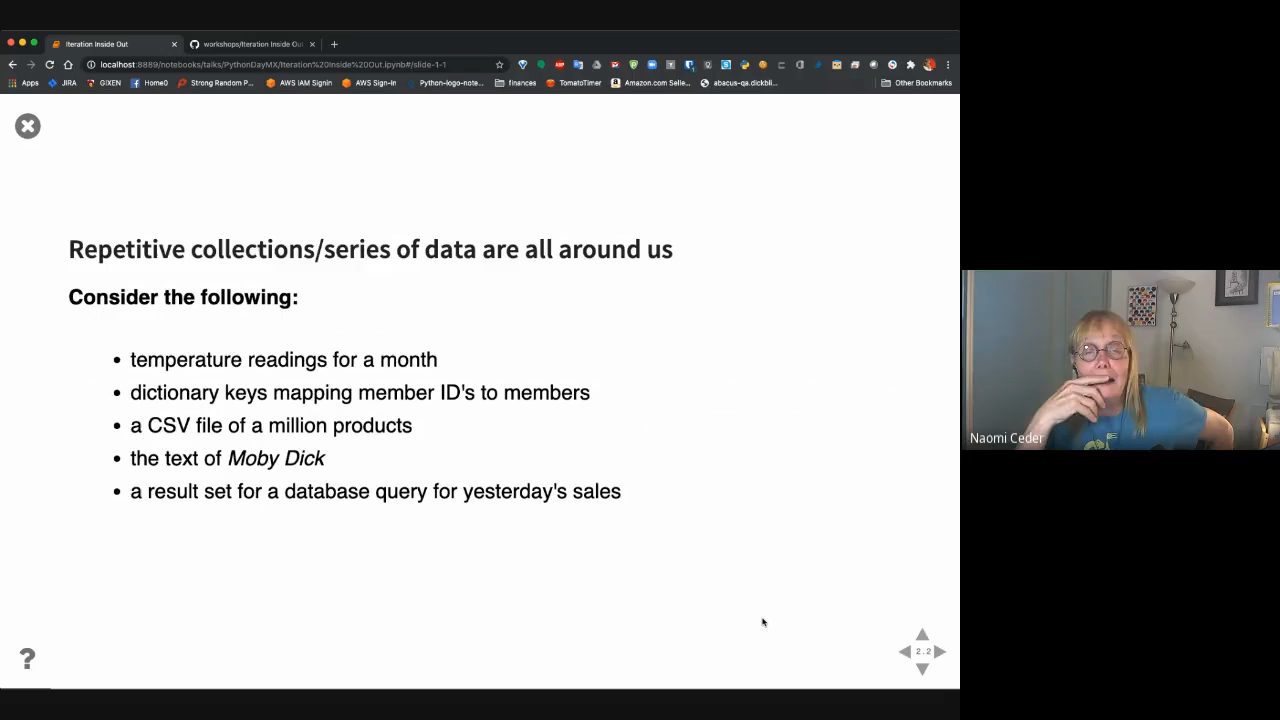 Iteration Inside Out
workshops/Iteration Inside Out
localhost:8889/notebooks/talks/PythonDayMX/Iteration%20Inside%20Out.ipynb#/slide-1-1
Apps JIRA GIXEN Home0 Strong Random P... AWS IAM Signin AWS Sign-In Python-logo-note... finances TomatoTimer Amazon.com Selle... abacus-qa.dickbli... Other Bookmarks
Repetitive collections/series of data are all around us
Consider the following:
• temperature readings for a month
• dictionary keys mapping member ID's to members
• a CSV file of a million products
• the text of Moby Dick
• a result set for a database query for yesterday's sales
Naomi Ceder
?
2.2